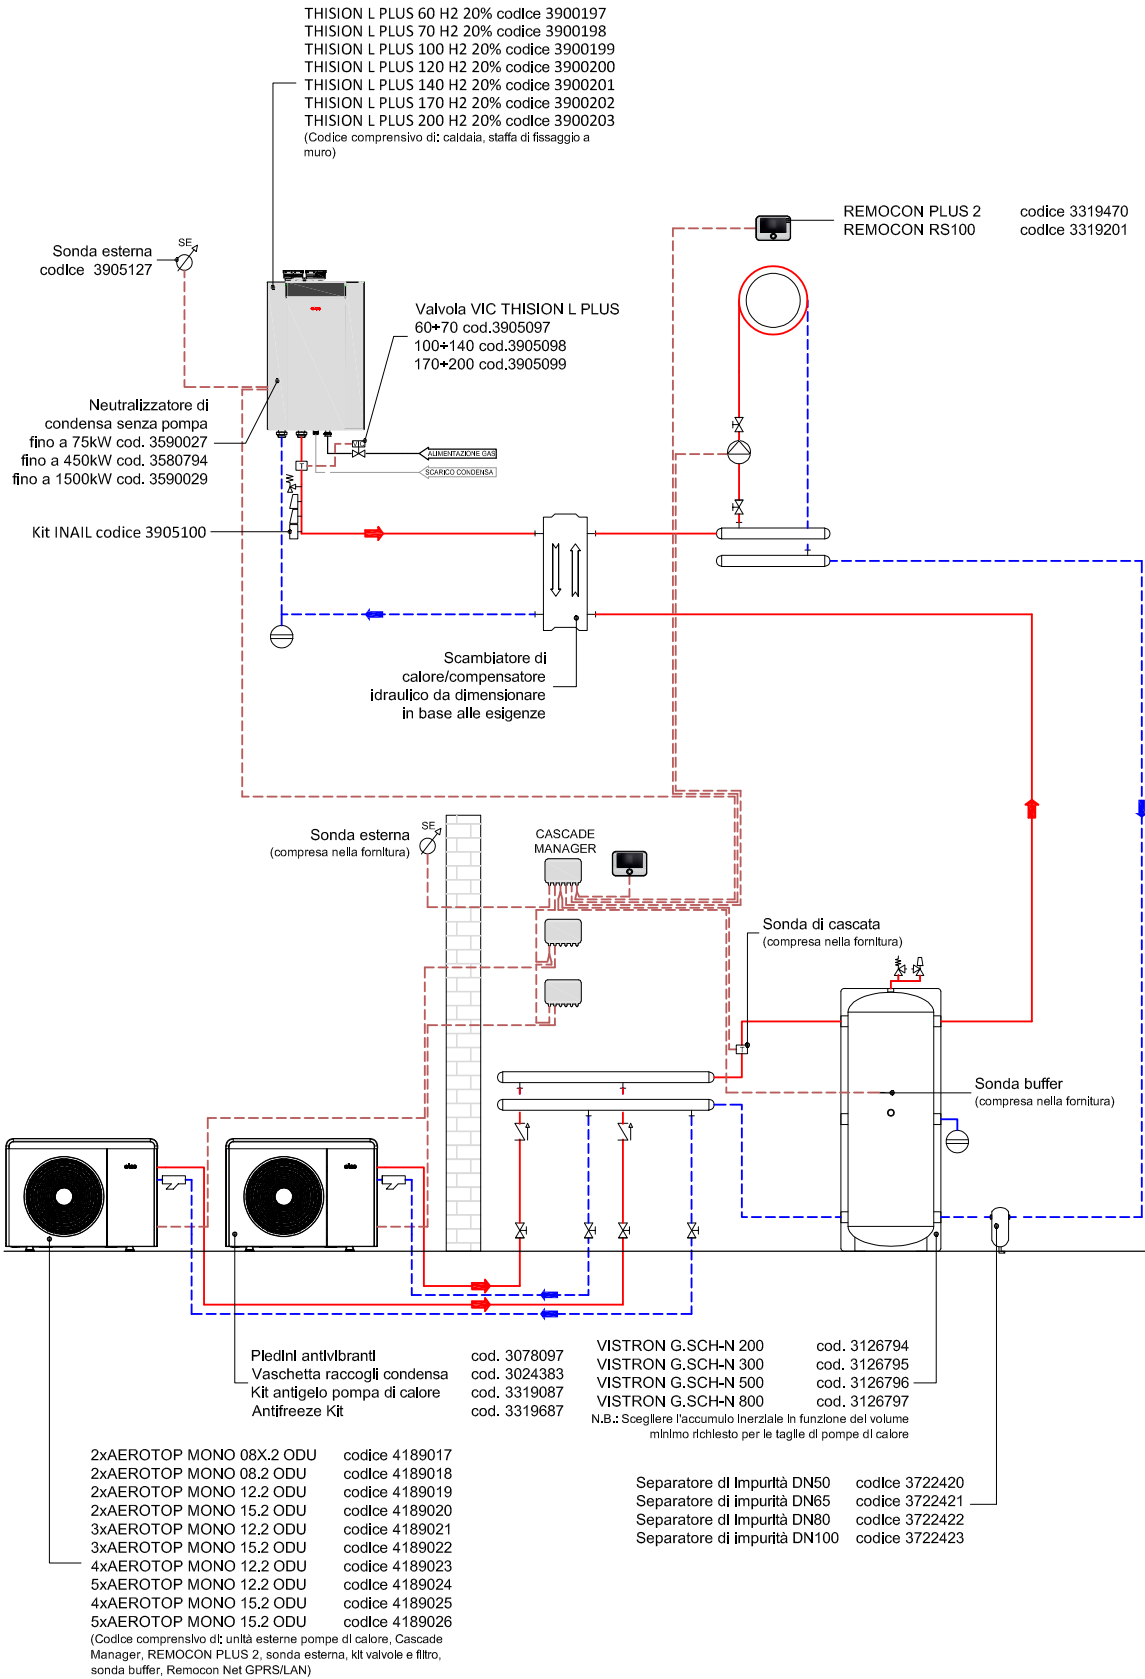 THISION L PLUS 60 H2 20% codice 3900197
THISION L PLUS 70 H2 20% codice 3900198
THISION L PLUS 100 H2 20% codice 3900199
THISION L PLUS 120 H2 20% codice 3900200
THISION L PLUS 140 H2 20% codice 3900201
THISION L PLUS 170 H2 20% codice 3900202
THISION L PLUS 200 H2 20% codice 3900203
(Codice comprensivo di: caldaia, staffa di fissaggio a
muro)
REMOCON PLUS 2 codice 3319470
REMOCON RS100 codice 3319201
SE
Sonda esterna
codice 3905127
Valvola VIC THISION L PLUS
60÷70 cod.3905097
100÷140 cod.3905098
170÷200 cod.3905099
Neutralizzatore di
condensa senza pompa
fino a 75kW cod. 3590027
fino a 450kW cod. 3580794
fino a 1500kW cod. 3590029
VIC
ALIMENTAZIONE GAS
T
SCARICO CONDENSA
Kit INAIL codice 3905100
Scambiatore di
calore/compensatore
idraulico da dimensionare
in base alle esigenze
SE
Sonda esterna
(compresa nella fornitura)
CASCADE
MANAGER
Sonda di cascata
(compresa nella fornitura)
T
Sonda buffer
(compresa nella fornitura)
elco
elco
Piedini antivibranti cod. 3078097
Vaschetta raccogli condensa cod. 3024383
Kit antigelo pompa di calore cod. 3319087
Antifreeze Kit cod. 3319687
VISTRON G.SCH-N 200 cod. 3126794
VISTRON G.SCH-N 300 cod. 3126795
VISTRON G.SCH-N 500 cod. 3126796
VISTRON G.SCH-N 800 cod. 3126797
N.B.: Scegliere l'accumulo inerziale in funzione del volume
minimo richiesto per le taglie di pompe di calore
2xAEROTOP MONO 08X.2 ODU codice 4189017
2xAEROTOP MONO 08.2 ODU codice 4189018
2xAEROTOP MONO 12.2 ODU codice 4189019
2xAEROTOP MONO 15.2 ODU codice 4189020
3xAEROTOP MONO 12.2 ODU codice 4189021
3xAEROTOP MONO 15.2 ODU codice 4189022
4xAEROTOP MONO 12.2 ODU codice 4189023
5xAEROTOP MONO 12.2 ODU codice 4189024
4xAEROTOP MONO 15.2 ODU codice 4189025
5xAEROTOP MONO 15.2 ODU codice 4189026
(Codice comprensivo di: unità esterne pompe di calore, Cascade
Manager, REMOCON PLUS 2, sonda esterna, kit valvole e filtro,
sonda buffer, Remocon Net GPRS/LAN)
Separatore di impurità DN50 codice 3722420
Separatore di impurità DN65 codice 3722421
Separatore di impurità DN80 codice 3722422
Separatore di impurità DN100 codice 3722423